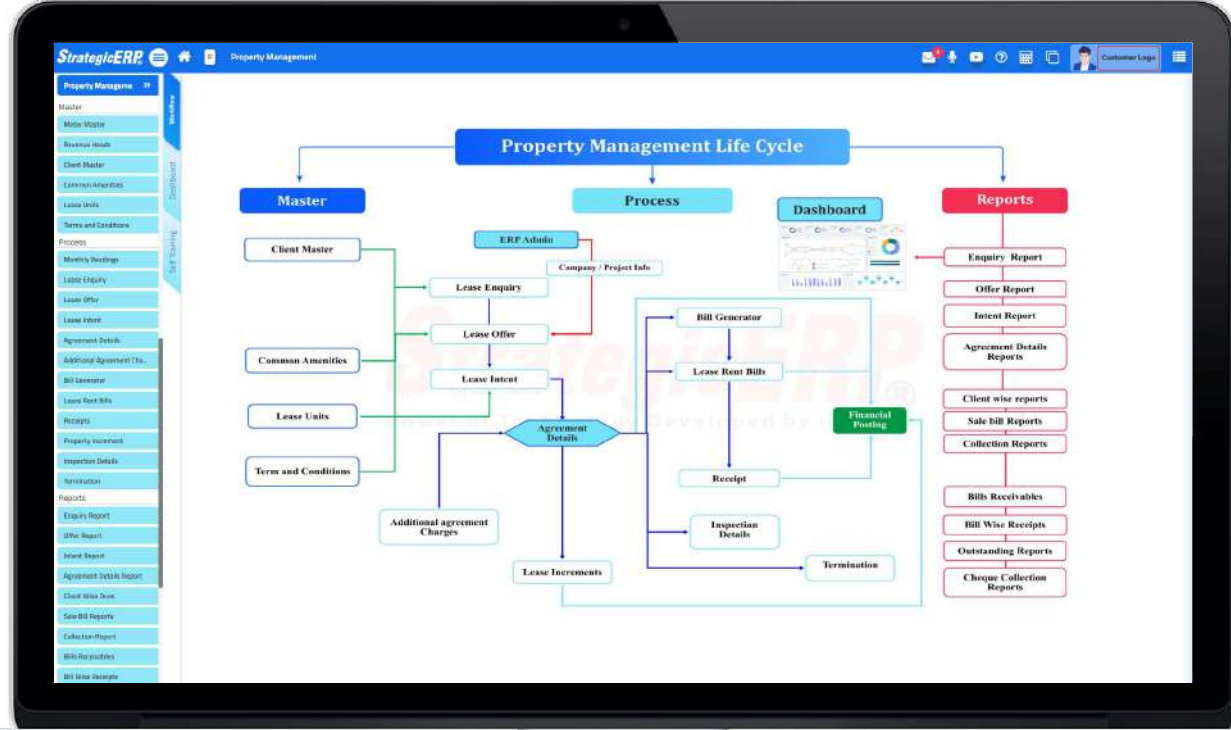 StrategicERP
Property Management
4
Customer Logo
Property Manageme
Master
Meter Master
Revenue Heads
Client Master
Common Amenities
Lease Units
Terms and Conditions
Process
Monthly Readings
Lease Enquiry
Lease Offer
Lease Intent
Agreement Details
Additional Agreement Cha..
Bill Generator
Lease Rent Bills
Receipts
Property Increment
Inspection Details
Termination
Reports
Enquiry Report
Offer Report
Intent Report
Agreement Details Report
Client Wise Dues
Sale Bill Reports
Collection Report
Bills Receivables
Bill Wise Receipts
Workflow
Dashboard
Self Training
Property Management Life Cycle
Master
Process
Dashboard
Reports
Client Master
Common Amenities
Lease Units
Term and Conditions
ERP Admin
Company / Project Info
Lease Enquiry
Lease Offer
Lease Intent
Agreement
Details
Additional agreement
Charges
Lease Increments
Bill Generator
Lease Rent Bills
Receipt
Inspection
Details
Termination
Financial
Posting
Enquiry Report
Offer Report
Intent Report
Agreement Details
Reports
Client wise reports
Sale bill Reports
Collection Reports
Bills Receivables
Bill Wise Receipts
Outstanding Reports
Cheque Collection
Reports
StrategicERP®